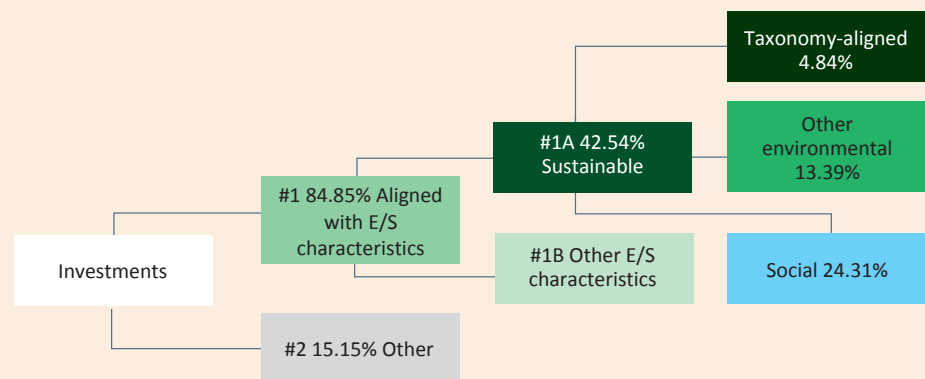 Taxonomy-aligned
4.84%
#1A 42.54%
Sustainable
Other
environmental
13.39%
#1 84.85% Aligned
with E/S
characteristics
#1B Other E/S
characteristics
Investments
Social 24.31%
#2 15.15% Other